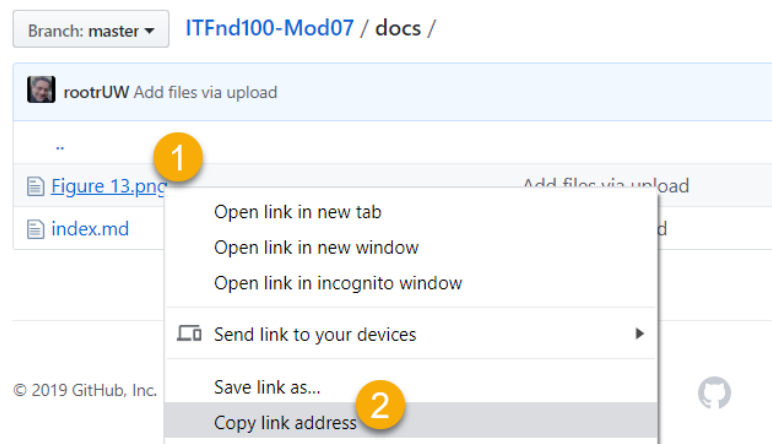 Branch: master
ITFnd100-Mod07 / docs /
rootrUW Add files via upload
..
1
Figure 13.png
Add files via upload
index.md
d
Open link in new tab
Open link in new window
Open link in incognito window
Send link to your devices
Save link as...
© 2019 GitHub, Inc.
2
Copy link address